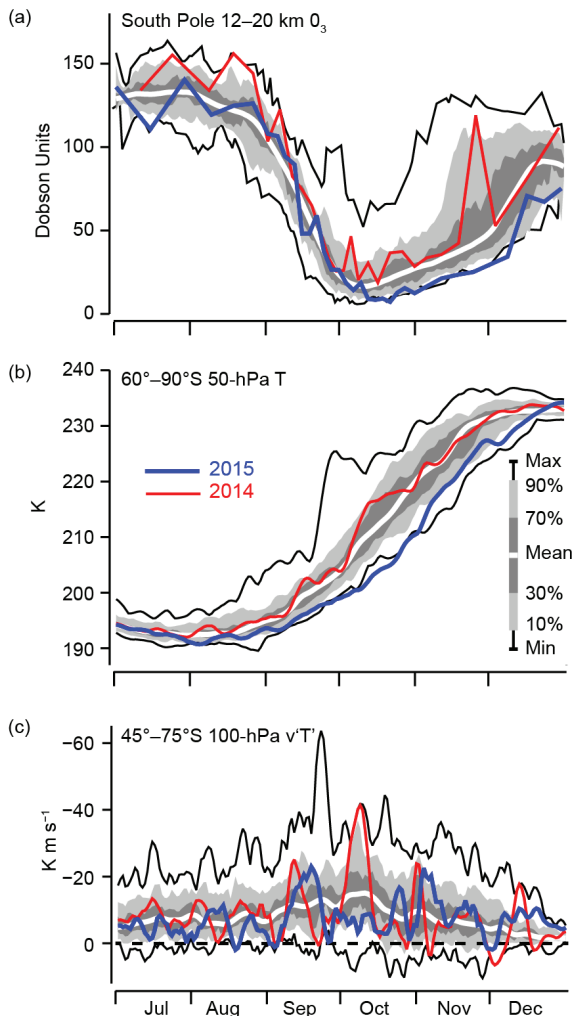 (a)
South Pole 12–20 km 0₃
150
100
50
0
Dobson Units
(b)
60°–90°S 50-hPa T
240
230
220
210
200
190
K
2015
2014
Max
90%
70%
Mean
30%
10%
Min
(c)
45°–75°S 100-hPa v‘T’
−60
−40
−20
0
K m s⁻¹
Jul Aug Sep Oct Nov Dec